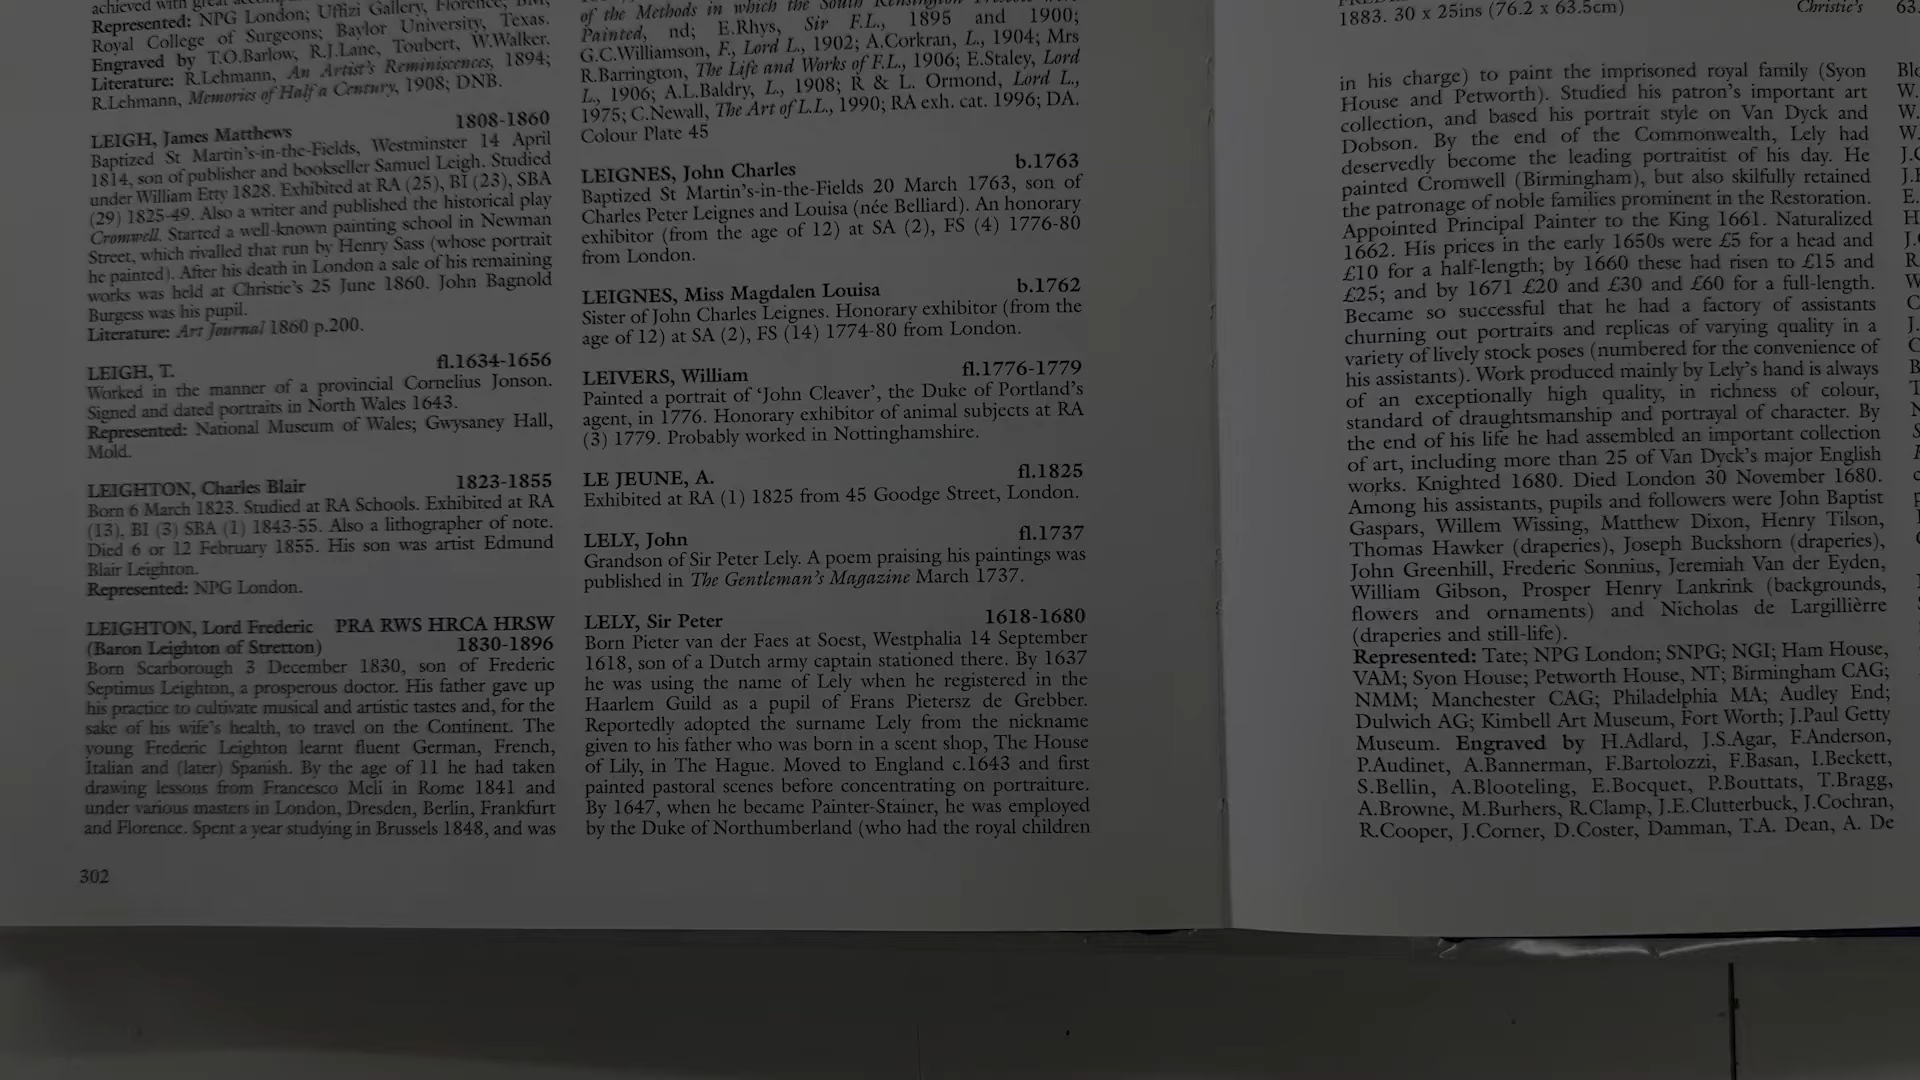 achieved with great
Represented: NPG London; Uffizi Gallery, Florence; BM;
Royal College of Surgeons; Baylor University, Texas.
Engraved by T.O.Barlow, R.J.Lane, Toubert, W.Walker.
Literature: R.Lehmann, An Artist's Reminiscences, 1894;
R.Lehmann, Memories of Half a Century, 1908; DNB.
LEIGH, James Matthews 1808-1860
Baptized St Martin's-in-the-Fields, Westminster 14 April
1814, son of publisher and bookseller Samuel Leigh. Studied
under William Etty 1828. Exhibited at RA (25), BI (23), SBA
(29) 1825-49. Also a writer and published the historical play
Cromwell. Started a well-known painting school in Newman
Street, which rivalled that run by Henry Sass (whose portrait
he painted). After his death in London a sale of his remaining
works was held at Christie's 25 June 1860. John Bagnold
Burgess was his pupil.
Literature: Art Journal 1860 p.200.
LEIGH, T. fl.1634-1656
Worked in the manner of a provincial Cornelius Jonson.
Signed and dated portraits in North Wales 1643.
Represented: National Museum of Wales; Gwysaney Hall,
Mold.
LEIGHTON, Charles Blair 1823-1855
Born 6 March 1823. Studied at RA Schools. Exhibited at RA
(13), BI (3) SBA (1) 1843-55. Also a lithographer of note.
Died 6 or 12 February 1855. His son was artist Edmund
Blair Leighton.
Represented: NPG London.
LEIGHTON, Lord Frederic PRA RWS HRCA HRSW
(Baron Leighton of Stretton) 1830-1896
Born Scarborough 3 December 1830, son of Frederic
Septimus Leighton, a prosperous doctor. His father gave up
his practice to cultivate musical and artistic tastes and, for the
sake of his wife's health, to travel on the Continent. The
young Frederic Leighton learnt fluent German, French,
Italian and (later) Spanish. By the age of 11 he had taken
drawing lessons from Francesco Meli in Rome 1841 and
under various masters in London, Dresden, Berlin, Frankfurt
and Florence. Spent a year studying in Brussels 1848, and was
302
of the Methods in which the South Kensington
Painted, nd; E.Rhys, Sir F.L., 1895 and 1900;
G.C.Williamson, F., Lord L., 1902; A.Corkran, L., 1904; Mrs
R.Barrington, The Life and Works of F.L., 1906; E.Staley, Lord
L., 1906; A.L.Baldry, L., 1908; R & L. Ormond, Lord L.,
1975; C.Newall, The Art of L.L., 1990; RA exh. cat. 1996; DA.
Colour Plate 45
LEIGNES, John Charles b.1763
Baptized St Martin's-in-the-Fields 20 March 1763, son of
Charles Peter Leignes and Louisa (née Belliard). An honorary
exhibitor (from the age of 12) at SA (2), FS (4) 1776-80
from London.
LEIGNES, Miss Magdalen Louisa b.1762
Sister of John Charles Leignes. Honorary exhibitor (from the
age of 12) at SA (2), FS (14) 1774-80 from London.
LEIVERS, William fl.1776-1779
Painted a portrait of 'John Cleaver', the Duke of Portland's
agent, in 1776. Honorary exhibitor of animal subjects at RA
(3) 1779. Probably worked in Nottinghamshire.
LE JEUNE, A. fl.1825
Exhibited at RA (1) 1825 from 45 Goodge Street, London.
LELY, John fl.1737
Grandson of Sir Peter Lely. A poem praising his paintings was
published in The Gentleman's Magazine March 1737.
LELY, Sir Peter 1618-1680
Born Pieter van der Faes at Soest, Westphalia 14 September
1618, son of a Dutch army captain stationed there. By 1637
he was using the name of Lely when he registered in the
Haarlem Guild as a pupil of Frans Pietersz de Grebber.
Reportedly adopted the surname Lely from the nickname
given to his father who was born in a scent shop, The House
of Lily, in The Hague. Moved to England c.1643 and first
painted pastoral scenes before concentrating on portraiture.
By 1647, when he became Painter-Stainer, he was employed
by the Duke of Northumberland (who had the royal children
1883. 30 x 25ins (76.2 x 63.5cm) Christie's 63.
in his charge) to paint the imprisoned royal family (Syon
House and Petworth). Studied his patron's important art
collection, and based his portrait style on Van Dyck and
Dobson. By the end of the Commonwealth, Lely had
deservedly become the leading portraitist of his day. He
painted Cromwell (Birmingham), but also skilfully retained
the patronage of noble families prominent in the Restoration.
Appointed Principal Painter to the King 1661. Naturalized
1662. His prices in the early 1650s were £5 for a head and
£10 for a half-length; by 1660 these had risen to £15 and
£25; and by 1671 £20 and £30 and £60 for a full-length.
Became so successful that he had a factory of assistants
churning out portraits and replicas of varying quality in a
variety of lively stock poses (numbered for the convenience of
his assistants). Work produced mainly by Lely's hand is always
of an exceptionally high quality, in richness of colour,
standard of draughtsmanship and portrayal of character. By
the end of his life he had assembled an important collection
of art, including more than 25 of Van Dyck's major English
works. Knighted 1680. Died London 30 November 1680.
Among his assistants, pupils and followers were John Baptist
Gaspars, Willem Wissing, Matthew Dixon, Henry Tilson,
Thomas Hawker (draperies), Joseph Buckshorn (draperies),
John Greenhill, Frederic Sonnius, Jeremiah Van der Eyden,
William Gibson, Prosper Henry Lankrink (backgrounds,
flowers and ornaments) and Nicholas de Largillièrre
(draperies and still-life).
Represented: Tate; NPG London; SNPG; NGI; Ham House,
VAM; Syon House; Petworth House, NT; Birmingham CAG;
NMM; Manchester CAG; Philadelphia MA; Audley End;
Dulwich AG; Kimbell Art Museum, Fort Worth; J.Paul Getty
Museum. Engraved by H.Adlard, J.S.Agar, F.Anderson,
P.Audinet, A.Bannerman, F.Bartolozzi, F.Basan, I.Beckett,
S.Bellin, A.Blooteling, E.Bocquet, P.Bouttats, T.Bragg,
A.Browne, M.Burhers, R.Clamp, J.E.Clutterbuck, J.Cochran,
R.Cooper, J.Corner, D.Coster, Damman, T.A. Dean, A. De